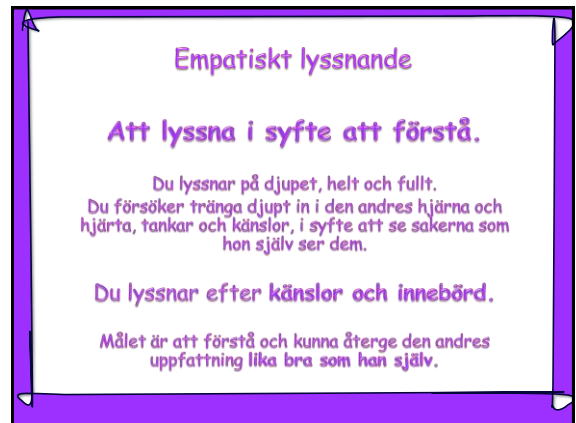 Empatiskt lyssnande
Att lyssna i syfte att förstå.
Du lyssnar på djupet, helt och fullt.
Du försöker tränga djupt in i den andres hjärna och
hjärta, tankar och känslor, i syfte att se sakerna som
hon själv ser dem.
Du lyssnar efter känslor och innebörd.
Målet är att förstå och kunna återge den andres
uppfattning lika bra som han själv.